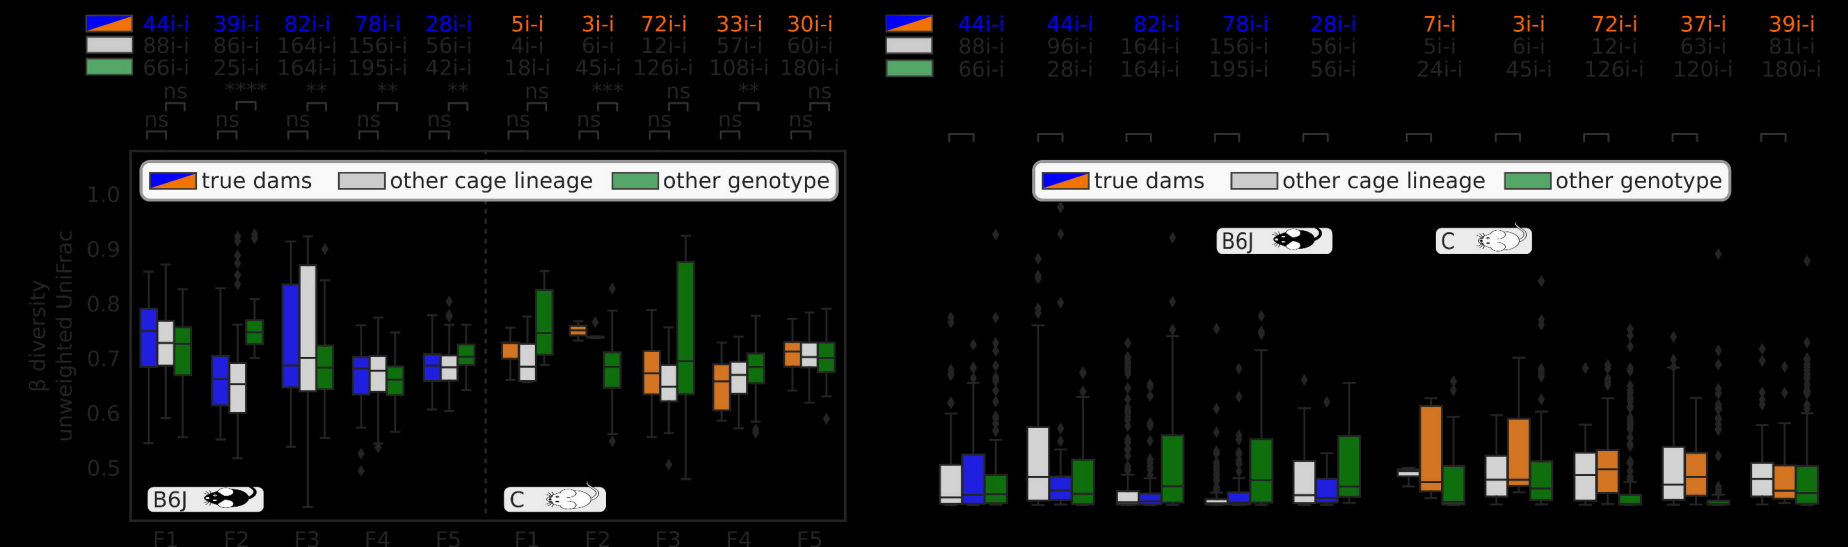 44i-i 39i-i 82i-i 78i-i 28i-i 5i-i 3i-i 72i-i 33i-i 30i-i
88i-i 86i-i 164i-i 156i-i 56i-i 4i-i 6i-i 12i-i 57i-i 60i-i
66i-i 25i-i 164i-i 195i-i 42i-i 18i-i 45i-i 126i-i 108i-i 180i-i
ns **** ** ** ** ns *** ns ** ns
ns ns ns ns ns ns ns ns ns ns
true dams other cage lineage other genotype
β diversity
unweighted UniFrac
1.0
0.9
0.8
0.7
0.6
0.5
B6J C
F1 F2 F3 F4 F5 F1 F2 F3 F4 F5
44i-i 44i-i 82i-i 78i-i 28i-i 7i-i 3i-i 72i-i 37i-i 39i-i
88i-i 96i-i 164i-i 156i-i 56i-i 5i-i 6i-i 12i-i 63i-i 81i-i
66i-i 28i-i 164i-i 195i-i 56i-i 24i-i 45i-i 126i-i 120i-i 180i-i
true dams other cage lineage other genotype
B6J C